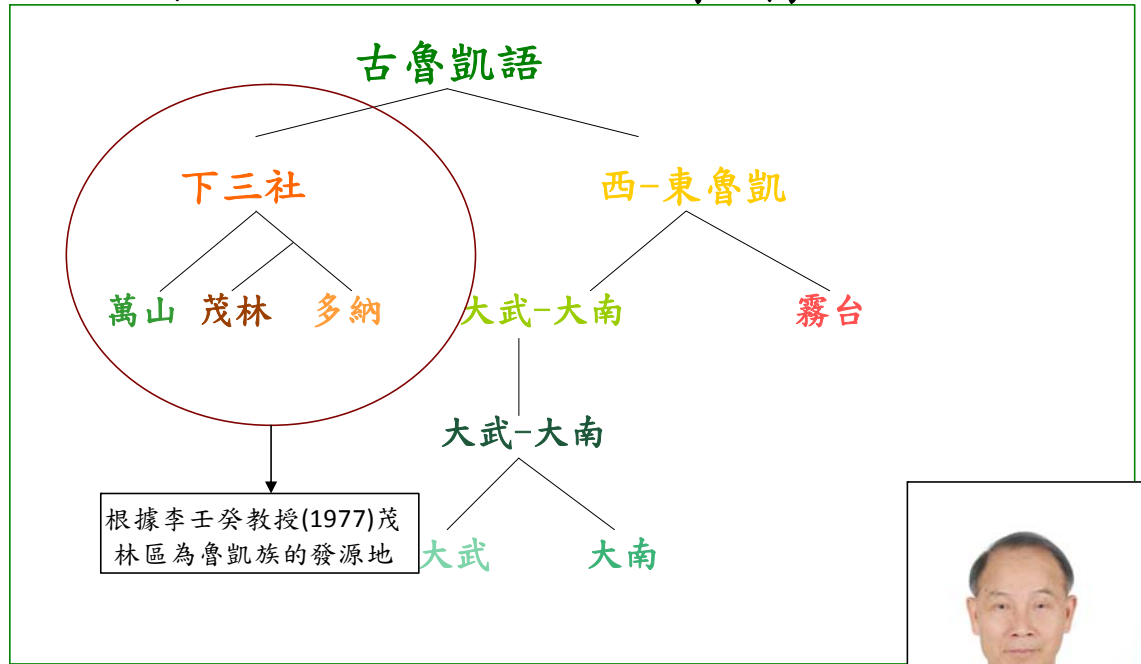 古魯凱語
下三社
西-東魯凱
萬山
茂林
多納
大武-大南
霧台
大武-大南
根據李壬癸教授(1977)茂
林區為魯凱族的發源地
大武
大南